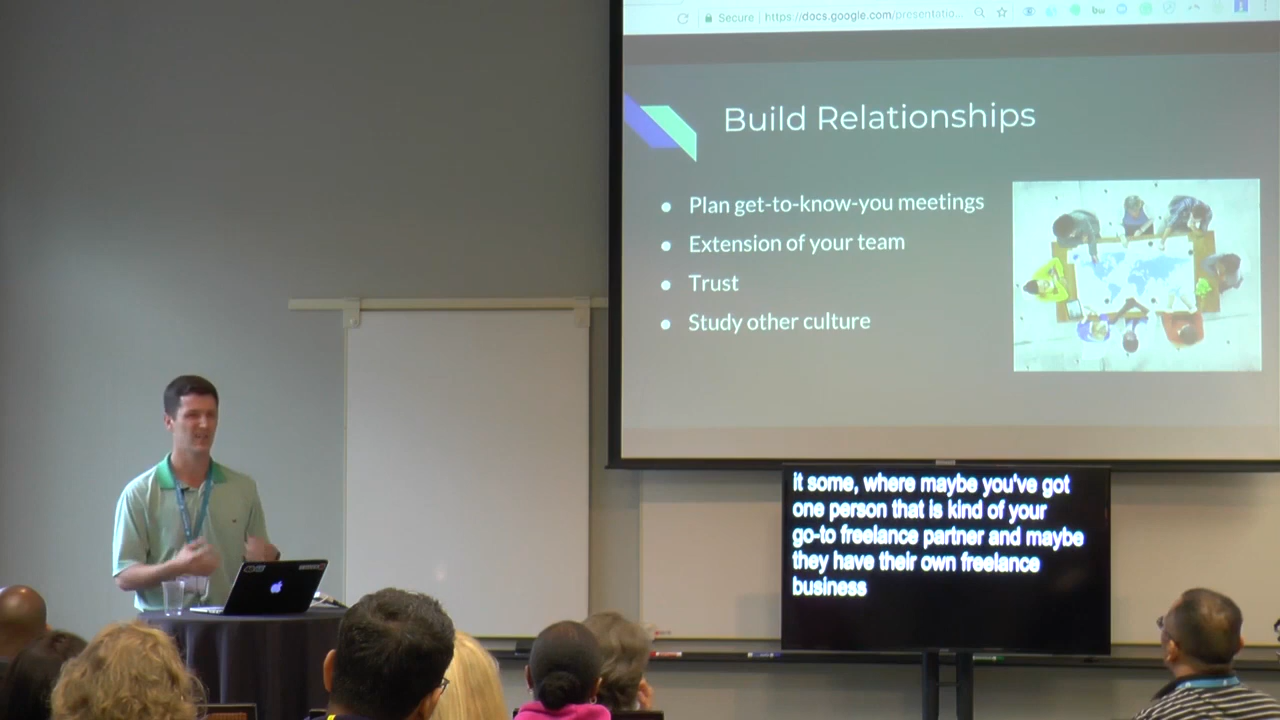 Secure https://docs.google.com/presentatio...
Build Relationships
Plan get-to-know-you meetings
Extension of your team
Trust
Study other culture
it some, where maybe you've got
one person that is kind of your
go-to freelance partner and maybe
they have their own freelance
business